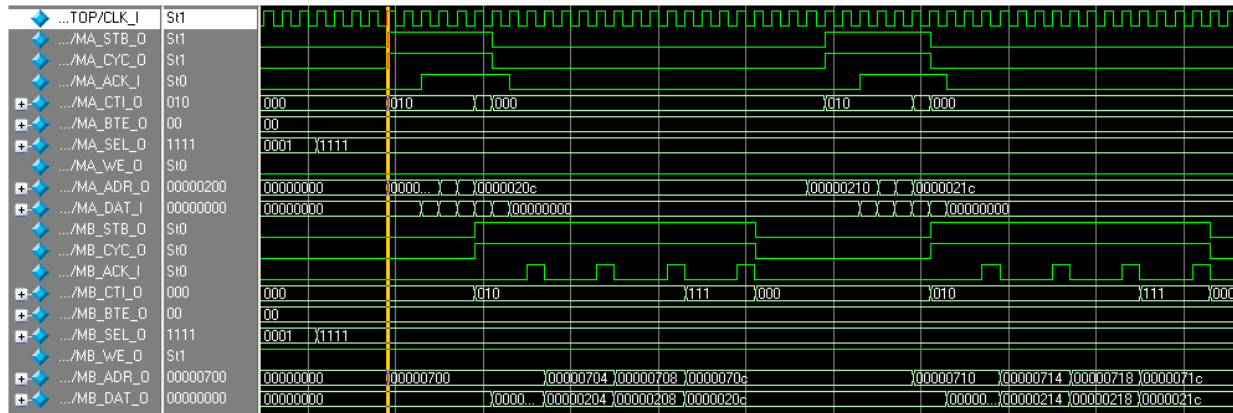 ...TOP/CLK_I St1
.../MA_STB_O St1
.../MA_CYC_O St1
.../MA_ACK_I St0
.../MA_CTI_O 010 000 010 000 010 000
.../MA_BTE_O 00 00
.../MA_SEL_O 1111 0001 1111
.../MA_WE_O St0
.../MA_ADR_O 00000200 00000000 0000... 0000020c 00000210 0000021c
.../MA_DAT_I 00000000 00000000 00000000 00000000
.../MB_STB_O St0
.../MB_CYC_O St0
.../MB_ACK_I St0
.../MB_CTI_O 000 000 010 111 000 010 111 000
.../MB_BTE_O 00 00
.../MB_SEL_O 1111 0001 1111
.../MB_WE_O St1
.../MB_ADR_O 00000700 00000000 00000700 00000704 00000708 0000070c 00000710 00000714 00000718 0000071c
.../MB_DAT_O 00000000 00000000 0000... 00000204 00000208 0000020c 00000... 00000214 00000218 0000021c